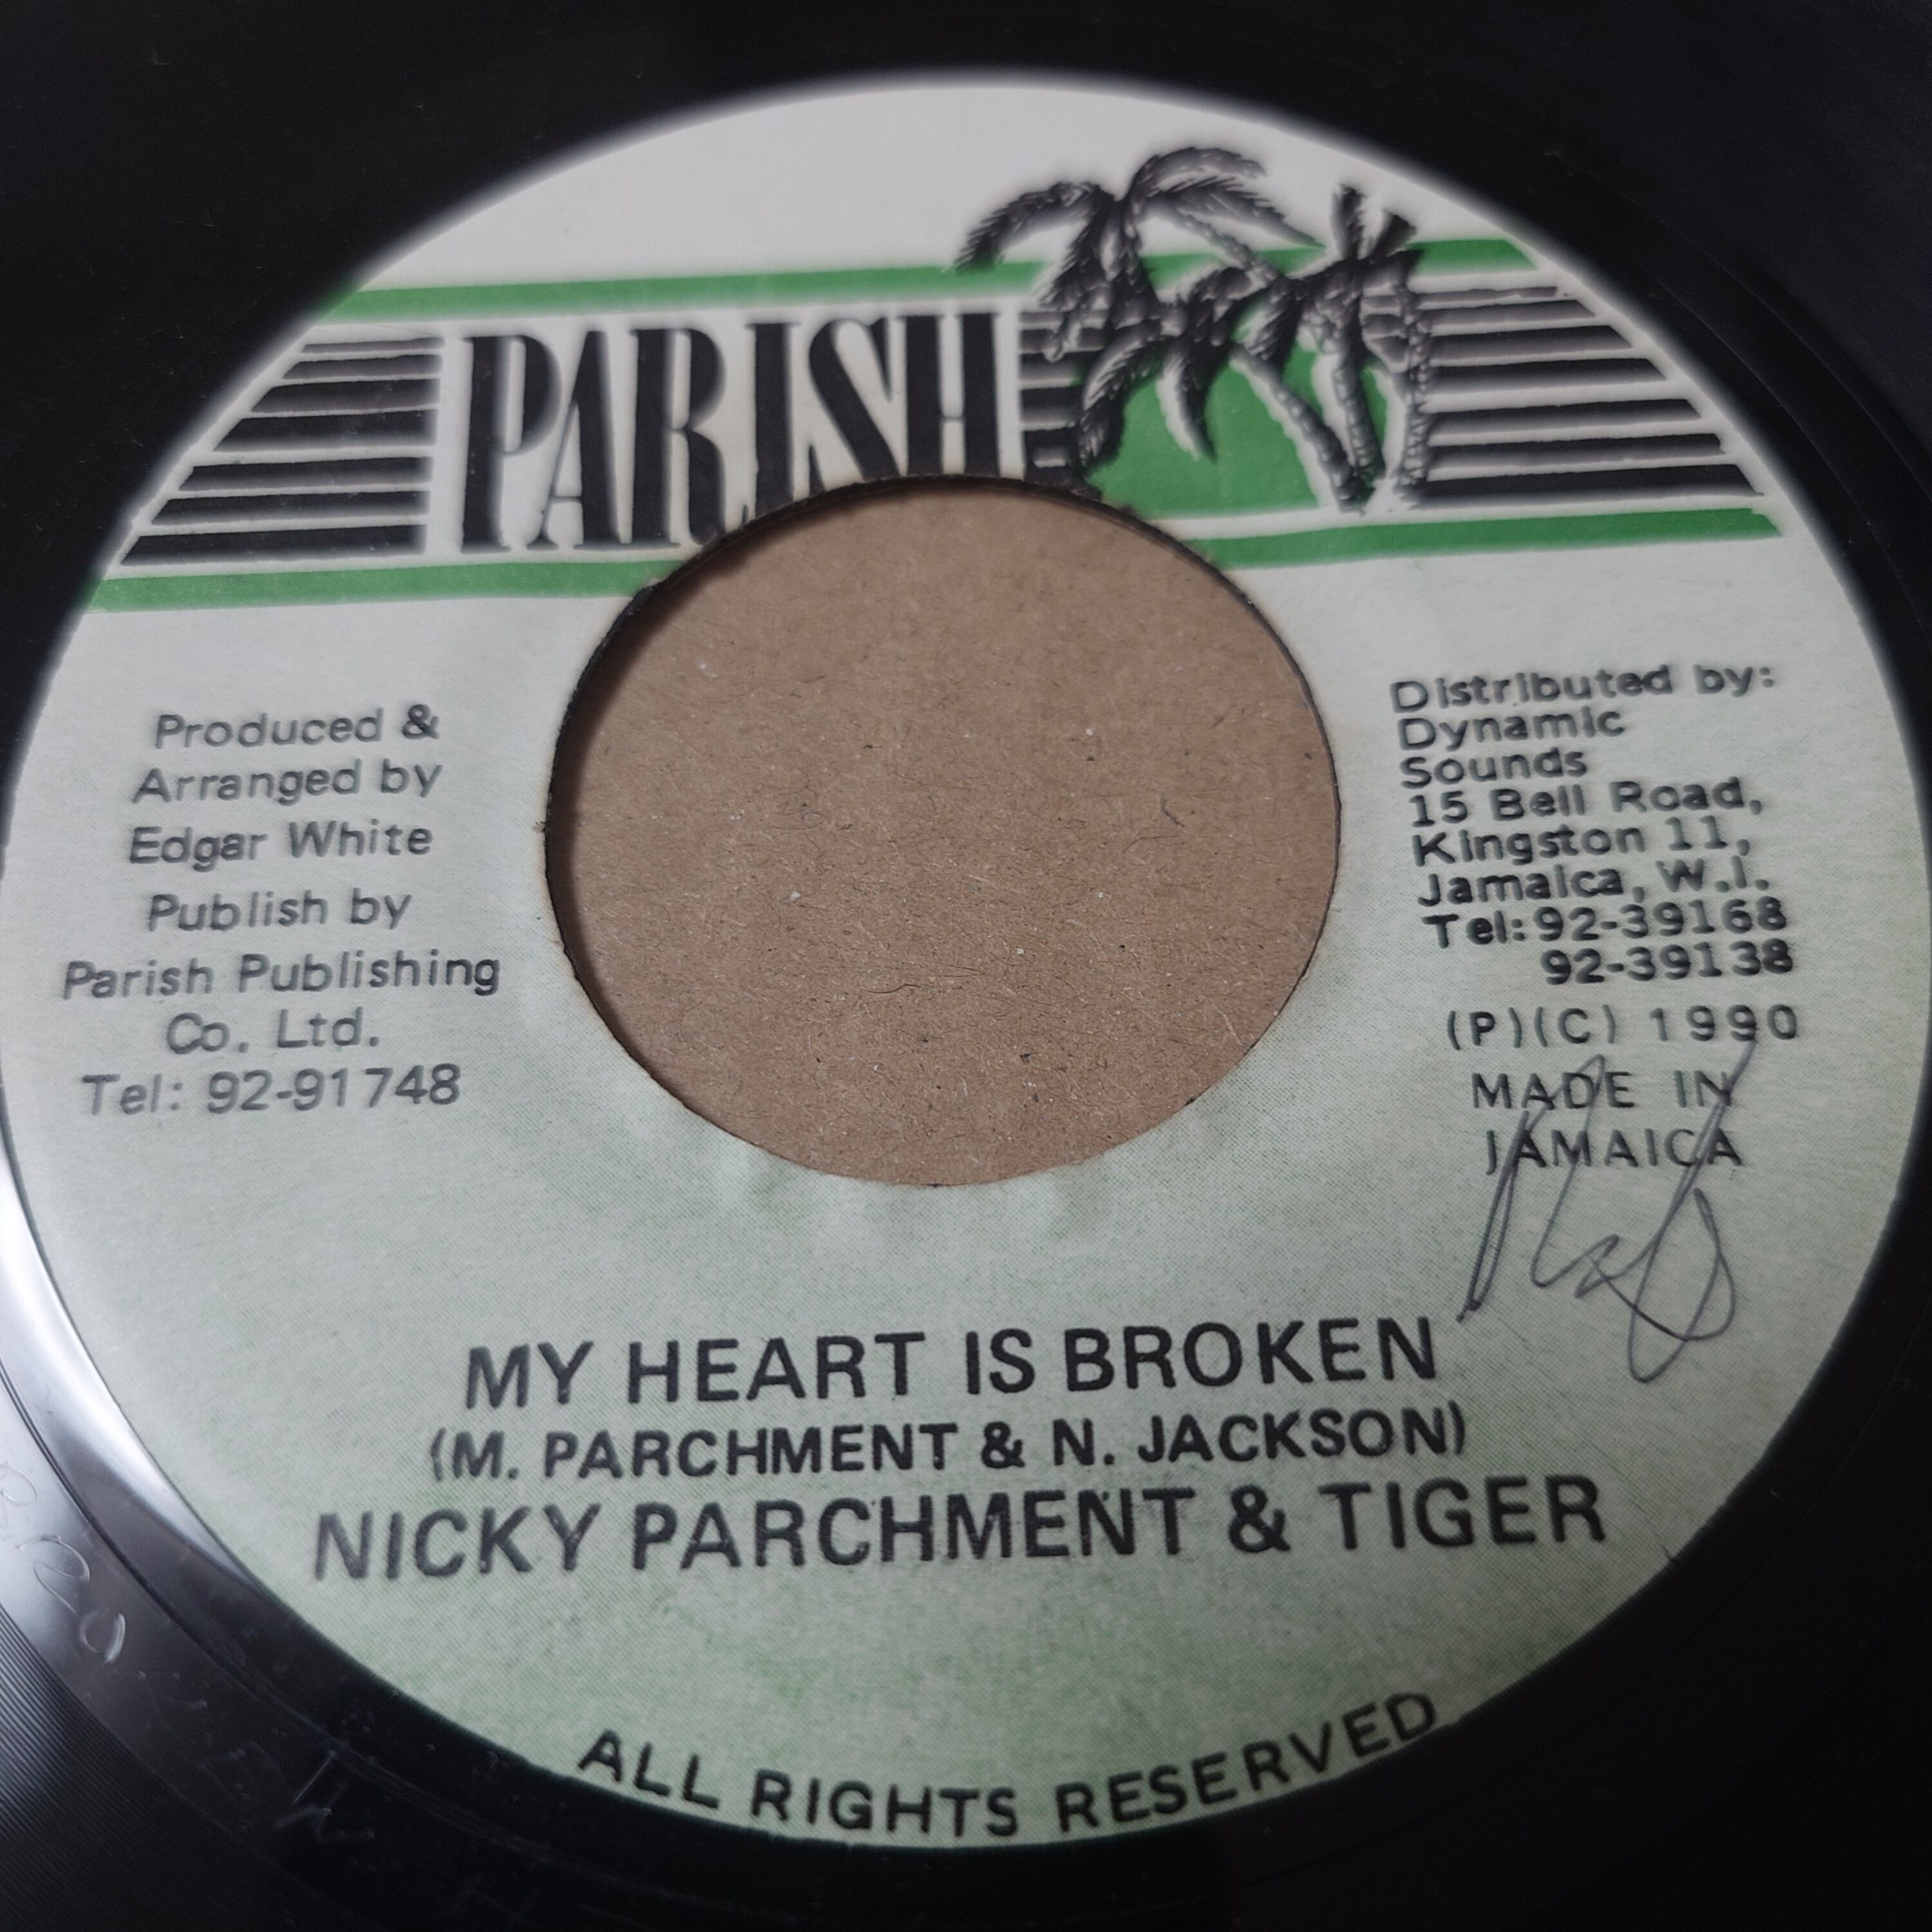 PARISH
Produced &
Arranged by
Edgar White
Publish by
Parish Publishing
Co. Ltd.
Tel: 92-91748
Distributed by:
Dynamic
Sounds
15 Bell Road,
Kingston 11,
Jamaica, W.I.
Tel: 92-39168
92-39138
(P)(C) 1990
MADE IN
JAMAICA
MY HEART IS BROKEN
(M. PARCHMENT & N. JACKSON)
NICKY PARCHMENT & TIGER
ALL RIGHTS RESERVED